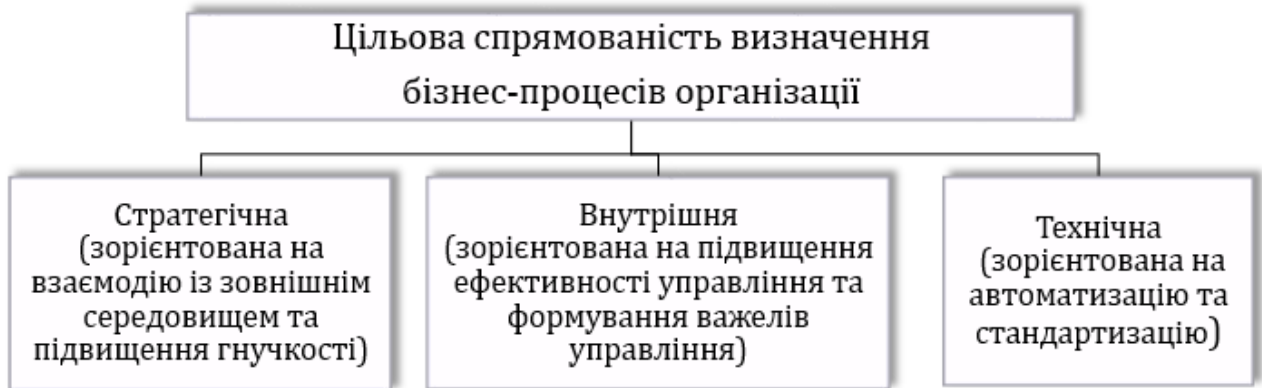 Цільова спрямованість визначення
бізнес-процесів організації
Стратегічна
(зорієнтована на
взаємодію із зовнішнім
середовищем та
підвищення гнучкості)
Внутрішня
(зорієнтована на підвищення
ефективності управління та
формування важелів
управління)
Технічна
(зорієнтована на
автоматизацію та
стандартизацію)